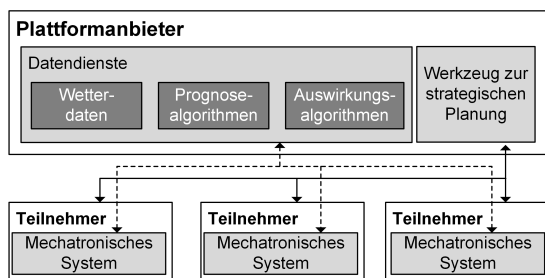 Plattformanbieter
Datendienste
Wetter-
daten
Prognose-
algorithmen
Auswirkungs-
algorithmen
Werkzeug zur
strategischen
Planung
Teilnehmer
Mechatronisches
System
Teilnehmer
Mechatronisches
System
Teilnehmer
Mechatronisches
System